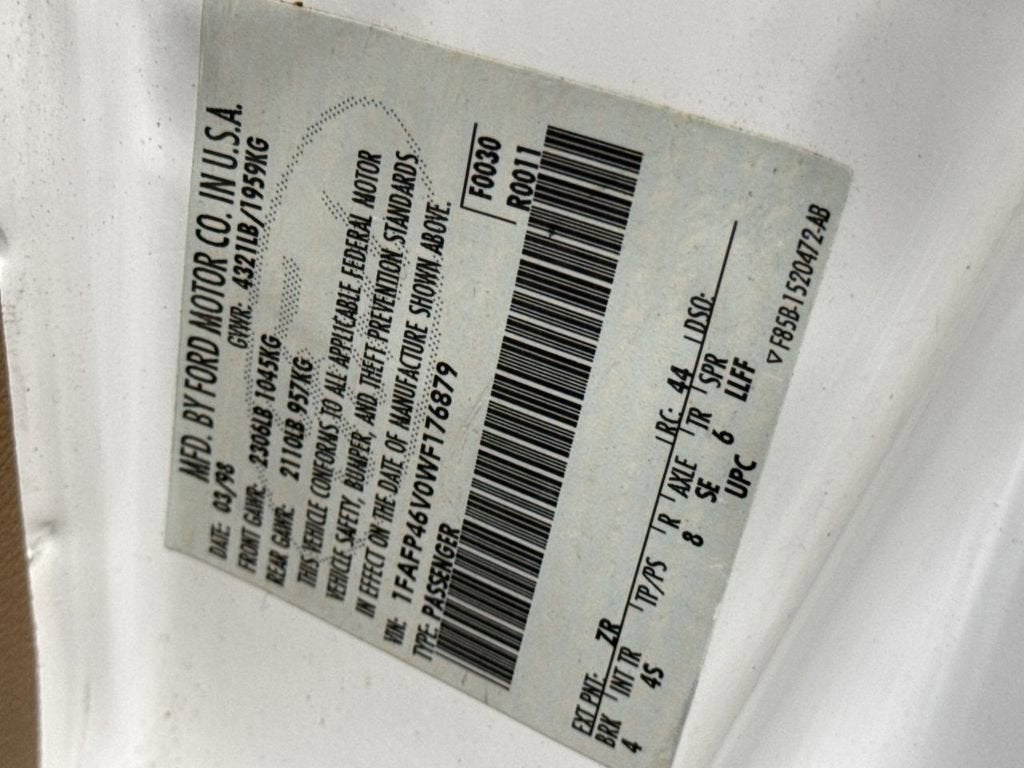 MFD. BY FORD MOTOR CO. IN U.S.A.
DATE: 03/98 GVWR: 4321LB/1959KG
FRONT GAWR: 2306LB 1045KG
REAR GAWR: 2110LB 957KG
THIS VEHICLE CONFORMS TO ALL APPLICABLE FEDERAL MOTOR
VEHICLE SAFETY, BUMPER, AND THEFT PREVENTION STANDARDS
IN EFFECT ON THE DATE OF MANUFACTURE SHOWN ABOVE.
VIN: 1FAFP46V0WF176879 F0030
TYPE: PASSENGER R0011
EXT PNT: ZR RC: 44 DSO:
BRK INT TR TP/PS R AXLE TR SPR
4 4S 8 SE 6 LLFF
UPC
▽F85B-1520472-AB